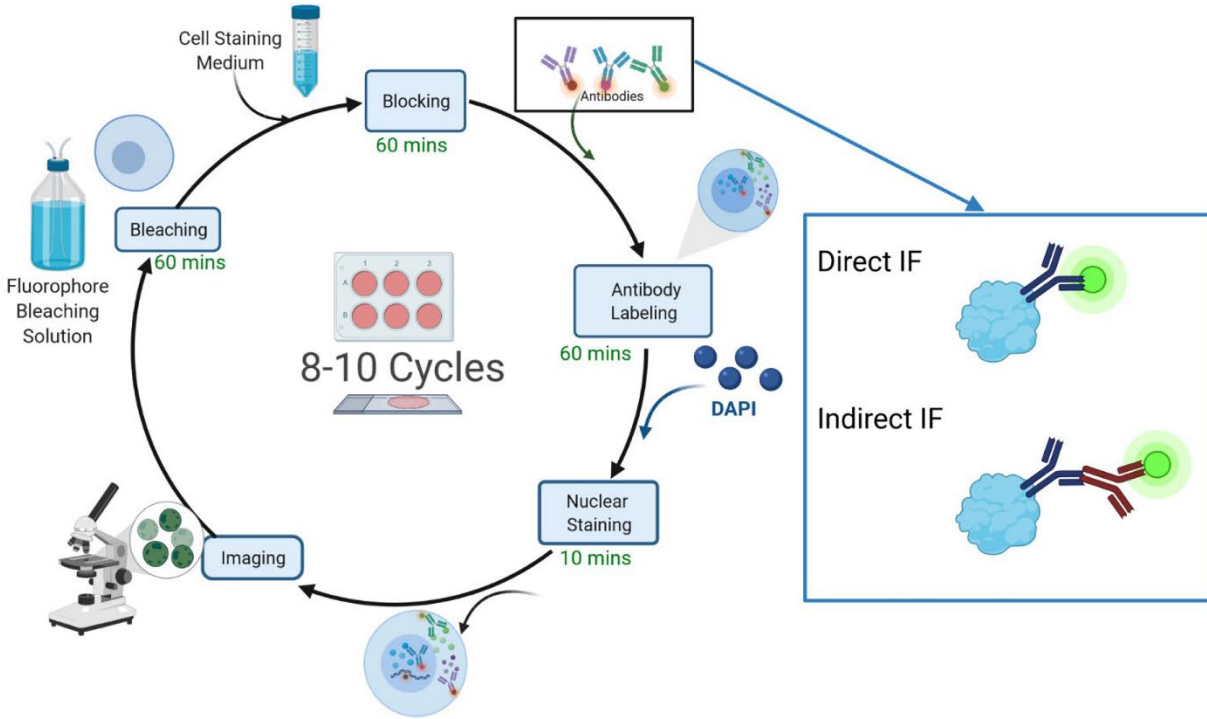 Cell Staining
Medium
Blocking
60 mins
Antibodies
Antibody
Labeling
60 mins
DAPI
Nuclear
Staining
10 mins
Imaging
Bleaching
60 mins
Fluorophore
Bleaching
Solution
1 2 3
A
B
8-10 Cycles
Direct IF
Indirect IF